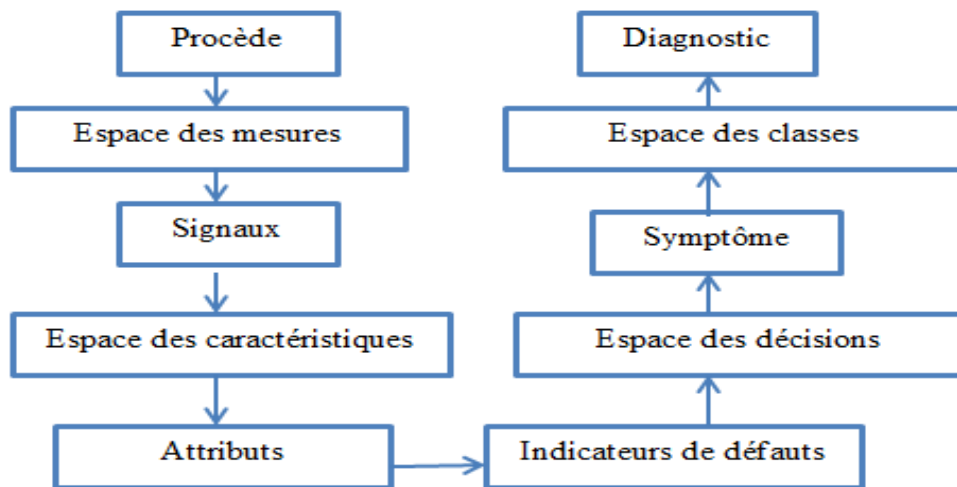 Procède
Espace des mesures
Signaux
Espace des caractéristiques
Attributs
Indicateurs de défauts
Espace des décisions
Symptôme
Espace des classes
Diagnostic